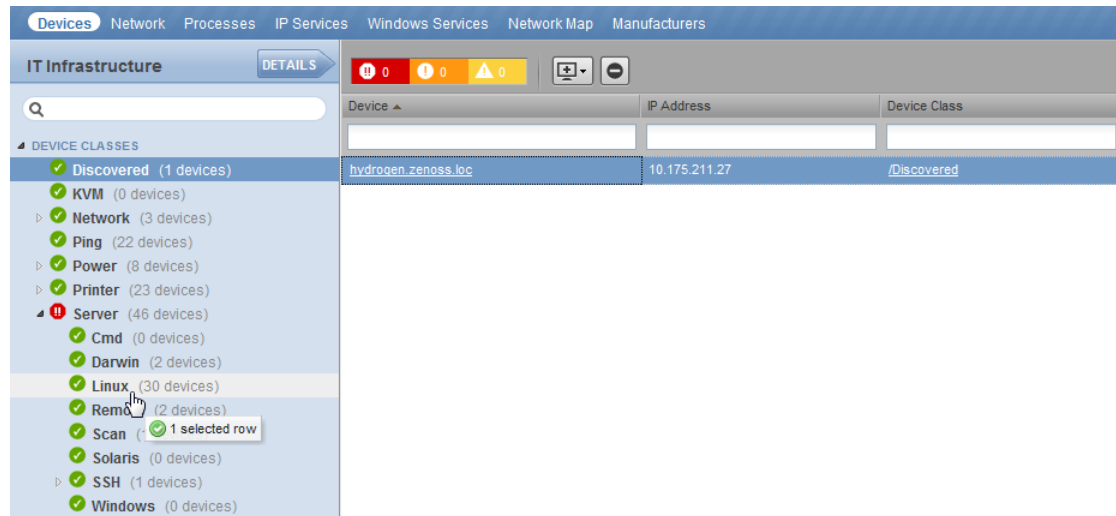 Devices Network Processes IP Services Windows Services Network Map Manufacturers
IT Infrastructure DETAILS
0 0 0
Device IP Address Device Class
DEVICE CLASSES
Discovered (1 devices)
hydrogen.zenoss.loc 10.175.211.27 /Discovered
KVM (0 devices)
Network (3 devices)
Ping (22 devices)
Power (8 devices)
Printer (23 devices)
Server (46 devices)
Cmd (0 devices)
Darwin (2 devices)
Linux (30 devices)
(2 devices)
1 selected row
Scan
Solaris (0 devices)
SSH (1 devices)
Windows (0 devices)